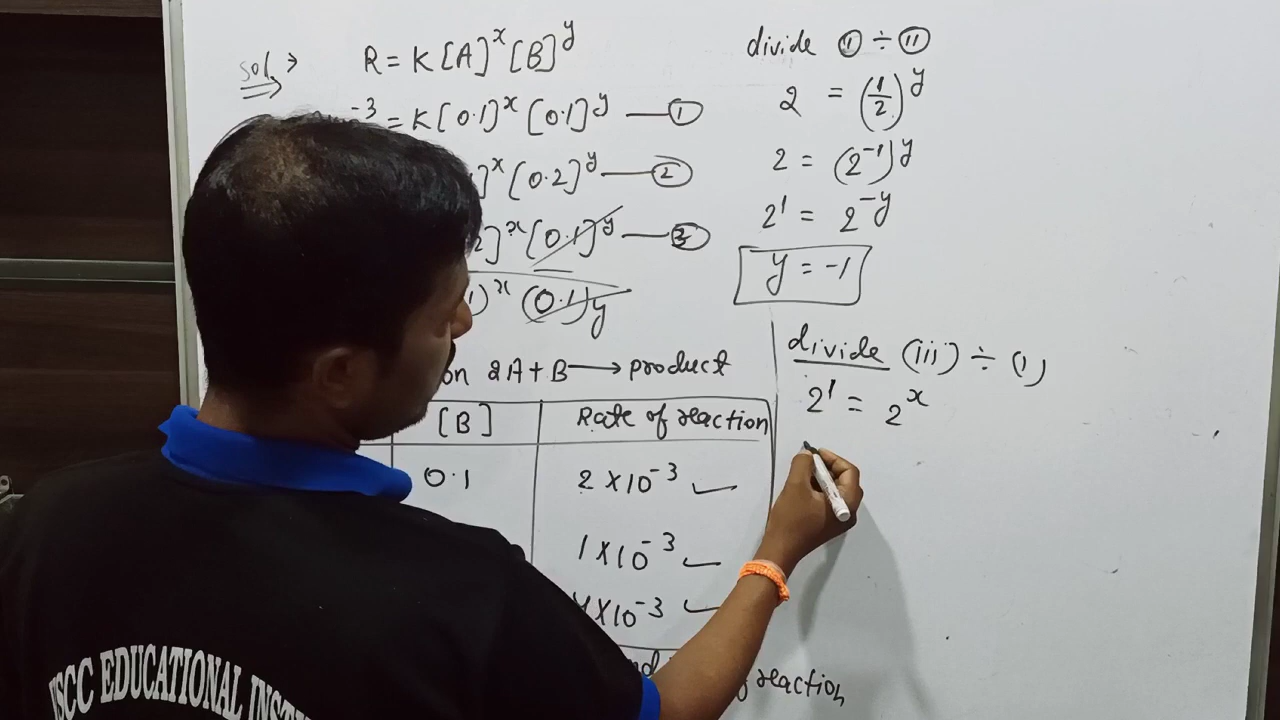 sol.
R = K[A]^x [B]^y
-3 = K[0.1]^x [0.1]^y — ①
]^x [0.2]^y — ②
2]^x [0.1]^y — ③
1)^x (0.1)^y
on 2A + B ⟶ product
[B] Rate of reaction
0.1 2 × 10^-3
1 × 10^-3
4 × 10^-3
reaction
divide ÷ (ii)
2 = (1/2)^y
2 = (2^-1)^y
2^1 = 2^-y
y = -1
divide (iii) ÷ (i)
2^1 = 2^x
SCC EDUCATIONAL